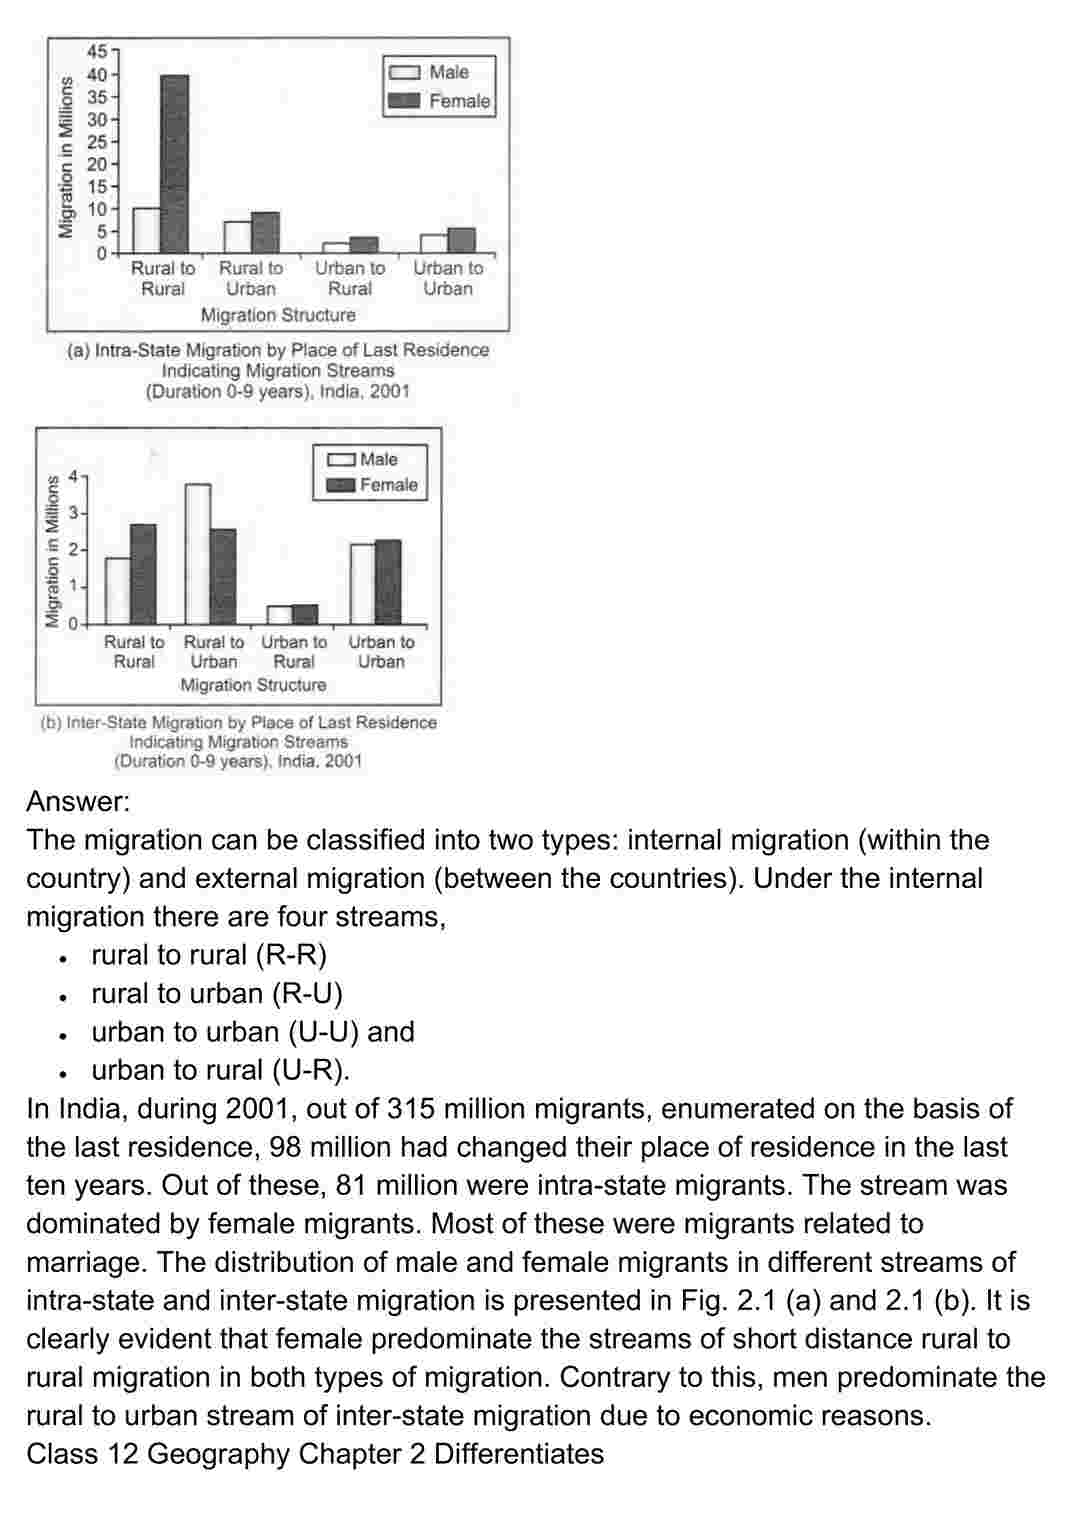 45
40
35
30
25
20
15
10
5
0
Migration in Millions
Male
Female
Rural to Rural
Rural to Urban
Urban to Rural
Urban to Urban
Migration Structure
(a) Intra-State Migration by Place of Last Residence
Indicating Migration Streams
(Duration 0-9 years), India, 2001
4
3
2
1
0
Migration in Millions
Male
Female
Rural to Rural
Rural to Urban
Urban to Rural
Urban to Urban
Migration Structure
(b) Inter-State Migration by Place of Last Residence
Indicating Migration Streams
(Duration 0-9 years), India, 2001
Answer:
The migration can be classified into two types: internal migration (within the
country) and external migration (between the countries). Under the internal
migration there are four streams,
• rural to rural (R-R)
• rural to urban (R-U)
• urban to urban (U-U) and
• urban to rural (U-R).
In India, during 2001, out of 315 million migrants, enumerated on the basis of
the last residence, 98 million had changed their place of residence in the last
ten years. Out of these, 81 million were intra-state migrants. The stream was
dominated by female migrants. Most of these were migrants related to
marriage. The distribution of male and female migrants in different streams of
intra-state and inter-state migration is presented in Fig. 2.1 (a) and 2.1 (b). It is
clearly evident that female predominate the streams of short distance rural to
rural migration in both types of migration. Contrary to this, men predominate the
rural to urban stream of inter-state migration due to economic reasons.
Class 12 Geography Chapter 2 Differentiates